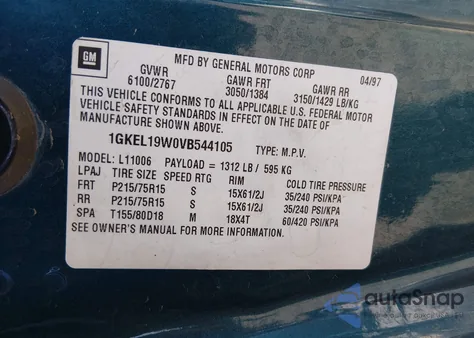 GM
MFD BY GENERAL MOTORS CORP 04/97
GVWR GAWR FRT GAWR RR
6100/2767 3050/1384 3150/1429 LB/KG
THIS VEHICLE CONFORMS TO ALL APPLICABLE U.S. FEDERAL MOTOR
VEHICLE SAFETY STANDARDS IN EFFECT ON THE DATE OF
MANUFACTURE SHOWN ABOVE.
1GKEL19W0VB544105 TYPE: M.P.V.
MODEL: L11006 PAYLOAD = 1312 LB / 595 KG
LPAJ TIRE SIZE SPEED RTG RIM COLD TIRE PRESSURE
FRT P215/75R15 S 15X61/2J 35/240 PSI/KPA
RR P215/75R15 S 15X61/2J 35/240 PSI/KPA
SPA T155/80D18 M 18X4T 60/420 PSI/KPA
SEE OWNER'S MANUAL FOR MORE INFORMATION
autoSnap